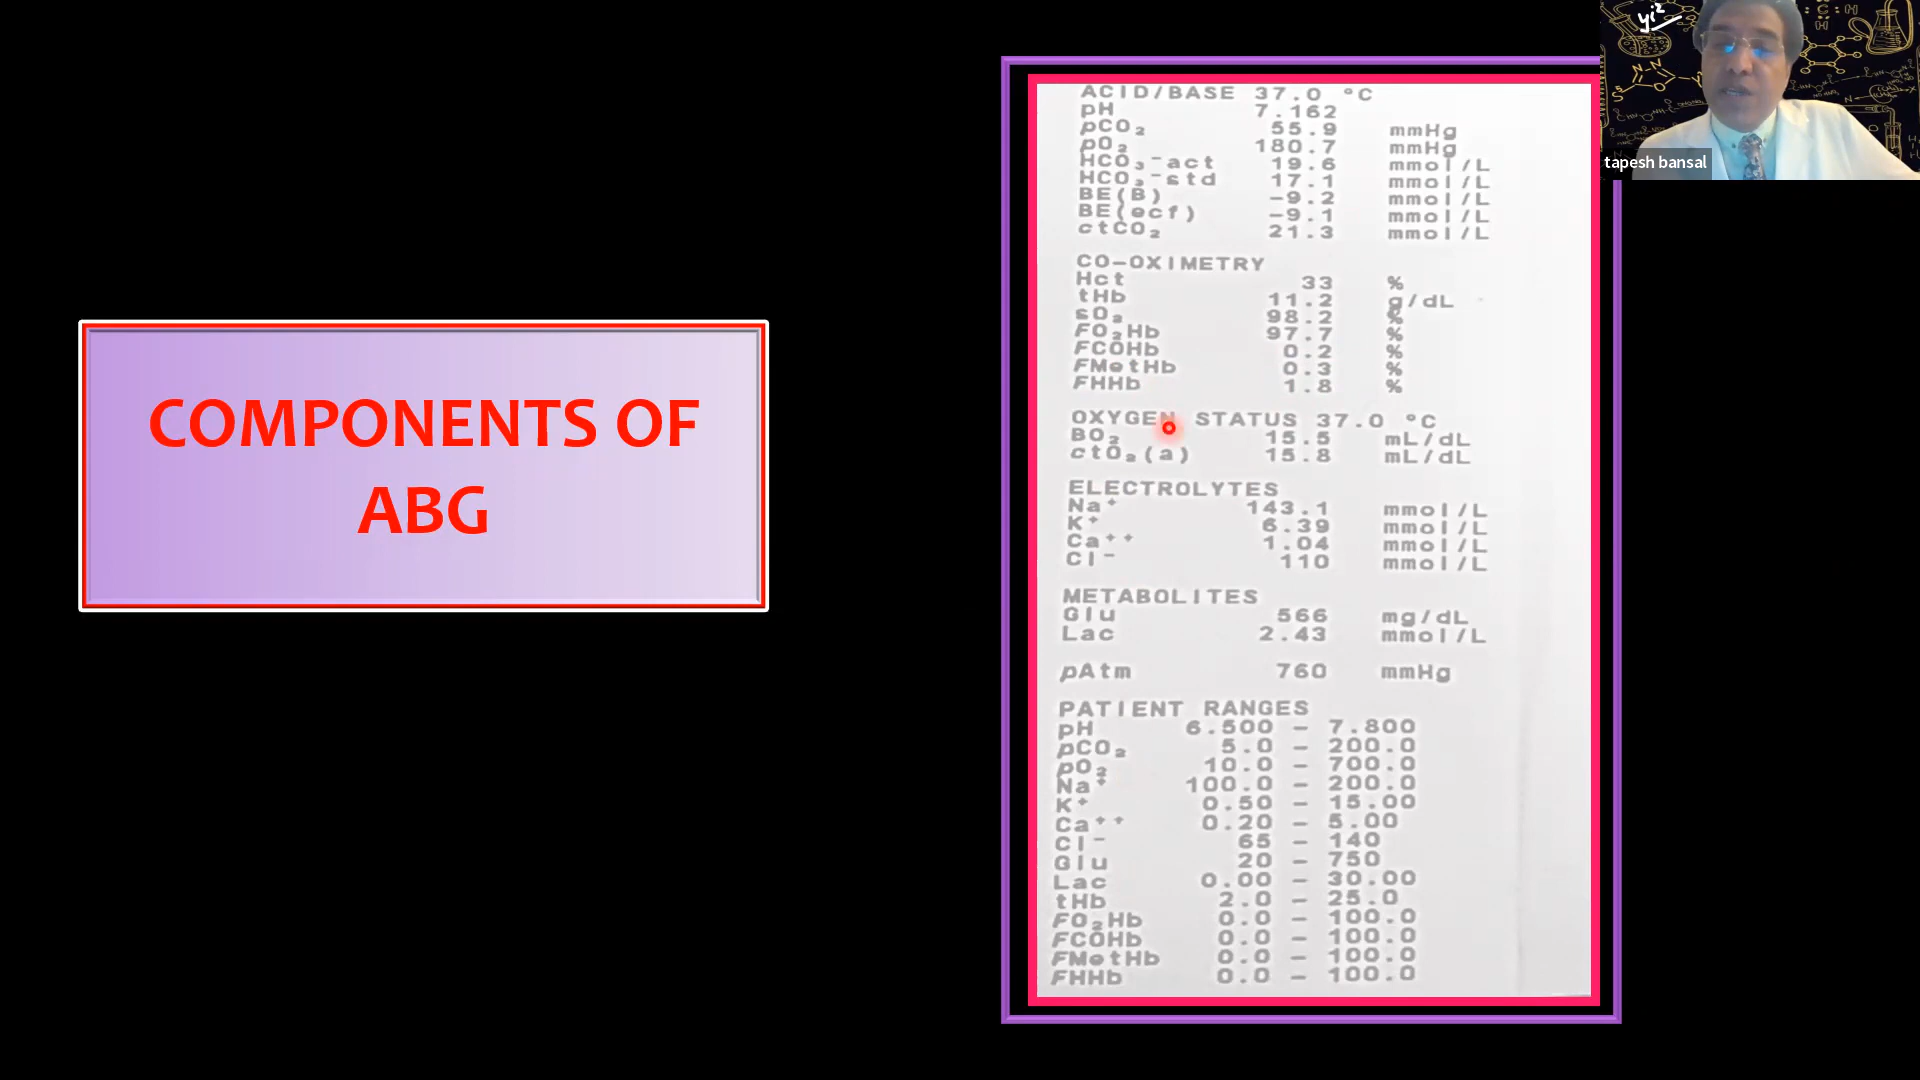 COMPONENTS OF
ABG
ACID/BASE 37.0 °C
pH 7.162
pCO₂ 55.9 mmHg
pO₂ 180.7 mmHg
HCO₃⁻act 19.6 mmol/L
HCO₃⁻std 17.1 mmol/L
BE(B) -9.2 mmol/L
BE(ecf) -9.1 mmol/L
ctCO₂ 21.3 mmol/L
CO-OXIMETRY
Hct 33 %
tHb 11.2 g/dL
sO₂ 98.2 %
FO₂Hb 97.7 %
FCOHb 0.2 %
FMetHb 0.3 %
FHHb 1.8 %
OXYGEN STATUS 37.0 °C
BO₂ 15.5 mL/dL
ctO₂(a) 15.8 mL/dL
ELECTROLYTES
Na⁺ 143.1 mmol/L
K⁺ 6.39 mmol/L
Ca⁺⁺ 1.04 mmol/L
Cl⁻ 110 mmol/L
METABOLITES
Glu 566 mg/dL
Lac 2.43 mmol/L
pAtm 760 mmHg
PATIENT RANGES
pH 6.500 - 7.800
pCO₂ 5.0 - 200.0
pO₂ 10.0 - 700.0
Na⁺ 100.0 - 200.0
K⁺ 0.50 - 15.00
Ca⁺⁺ 0.20 - 5.00
Cl⁻ 65 - 140
Glu 20 - 750
Lac 0.00 - 30.00
tHb 2.0 - 25.0
FO₂Hb 0.0 - 100.0
FCOHb 0.0 - 100.0
FMetHb 0.0 - 100.0
FHHb 0.0 - 100.0
tapesh bansal